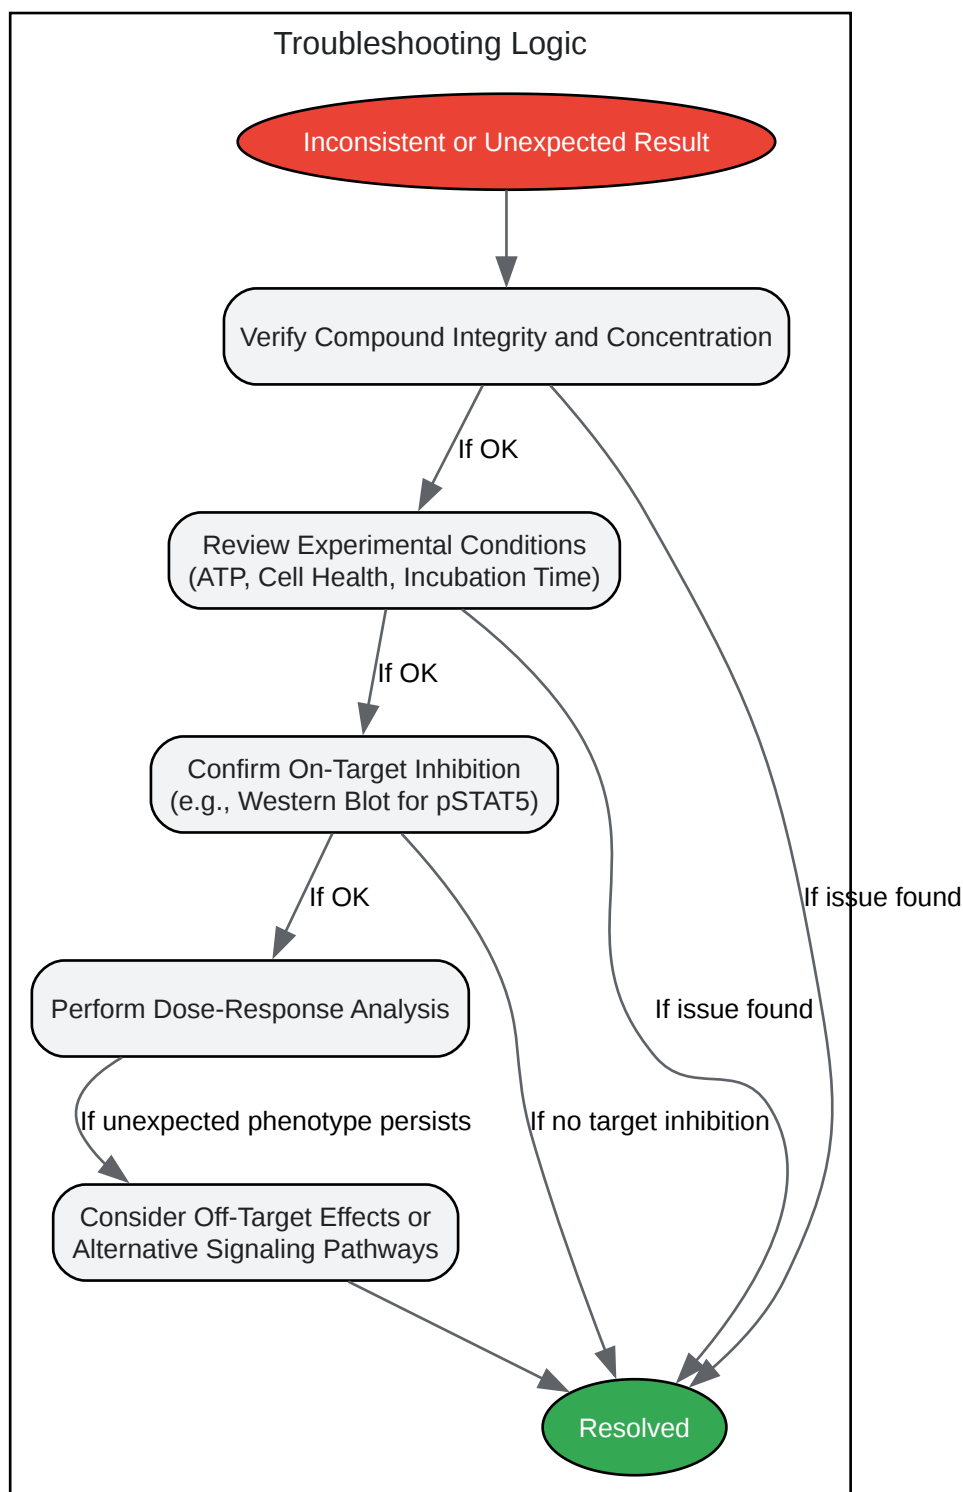 Troubleshooting Logic
Inconsistent or Unexpected Result
Verify Compound Integrity and Concentration
If OK
Review Experimental Conditions
(ATP, Cell Health, Incubation Time)
If OK
Confirm On-Target Inhibition
(e.g., Western Blot for pSTAT5)
If OK
If issue found
Perform Dose-Response Analysis
If issue found
If unexpected phenotype persists
If no target inhibition
Consider Off-Target Effects or
Alternative Signaling Pathways
Resolved